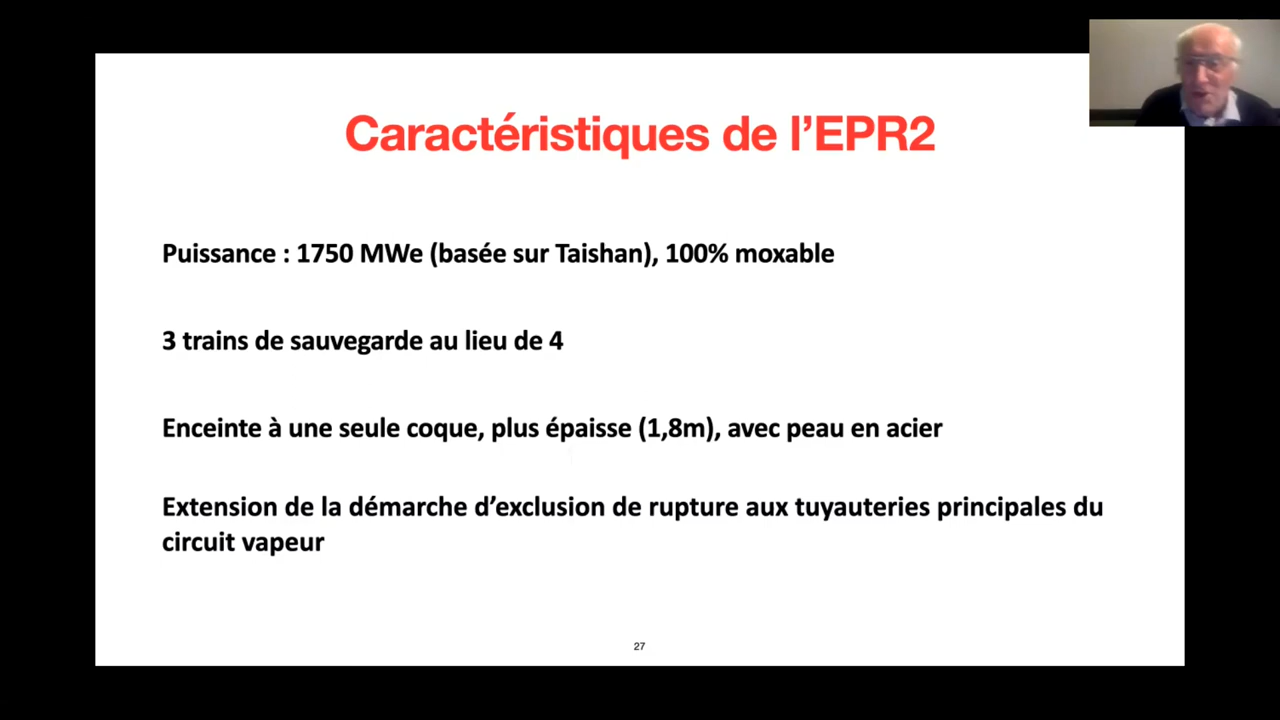 Caractéristiques de l’EPR2
Puissance : 1750 MWe (basée sur Taishan), 100% moxable
3 trains de sauvegarde au lieu de 4
Enceinte à une seule coque, plus épaisse (1,8m), avec peau en acier
Extension de la démarche d’exclusion de rupture aux tuyauteries principales du
circuit vapeur
27